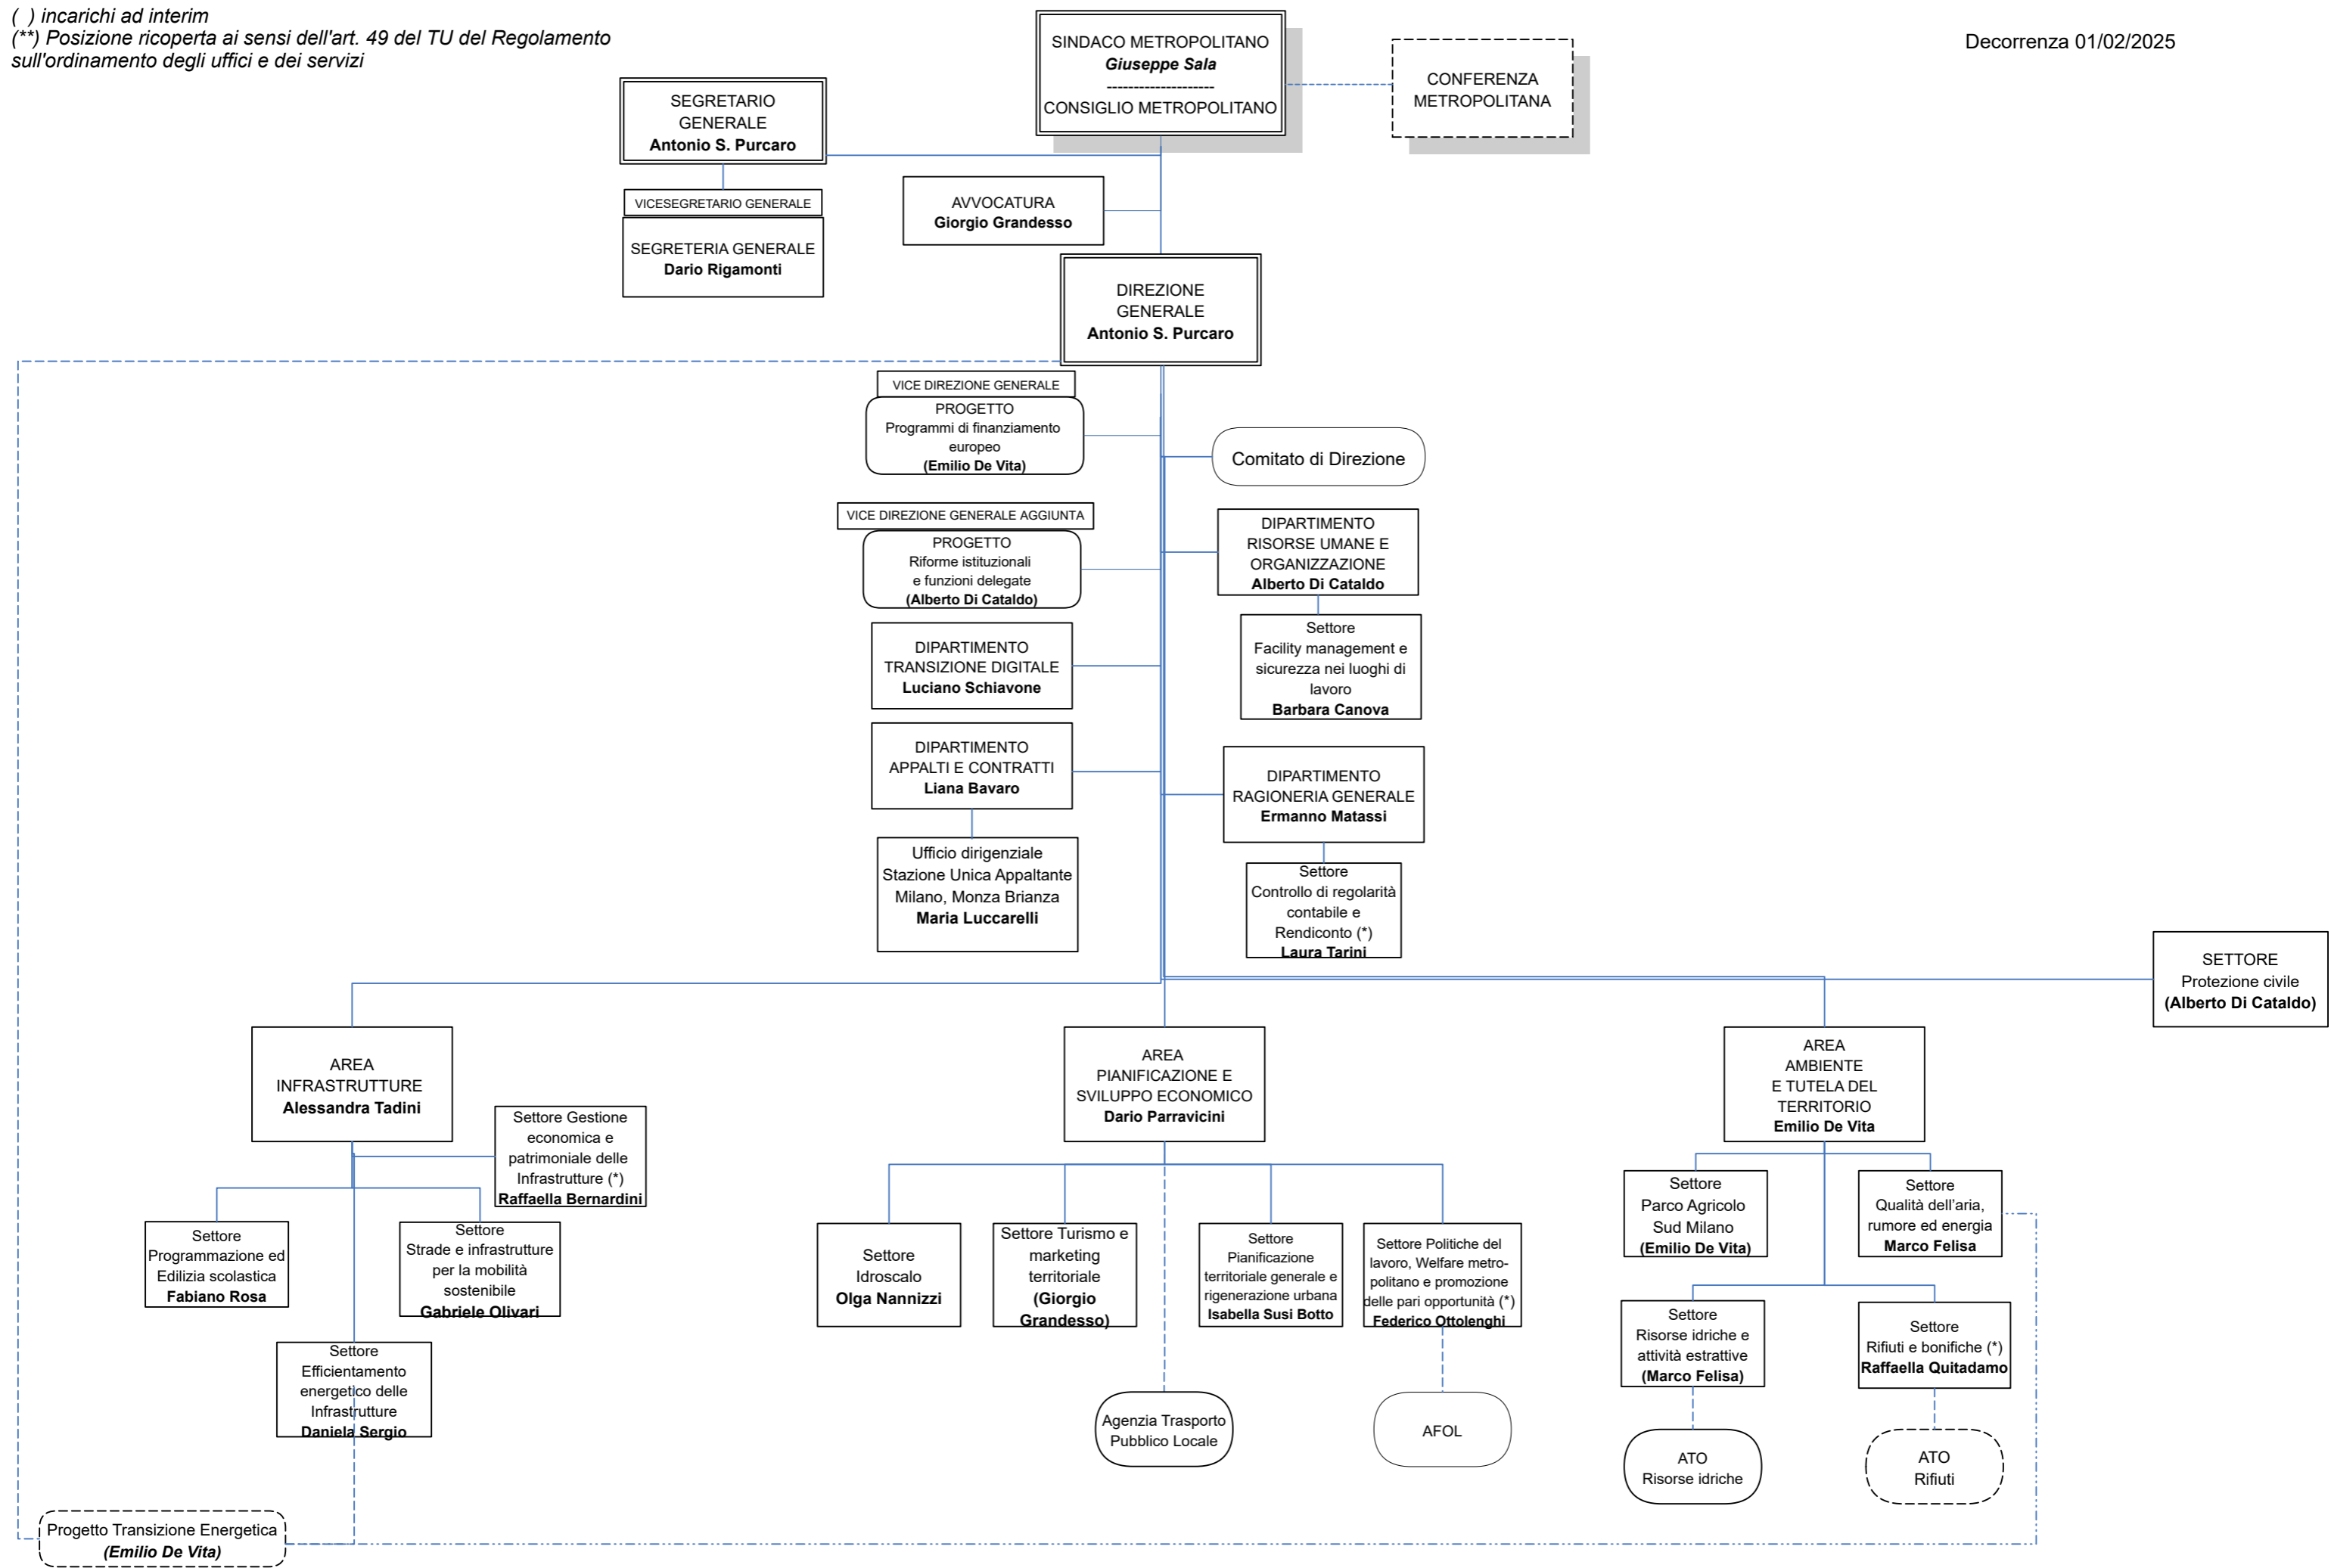 ( ) incarichi ad interim
(**) Posizione ricoperta ai sensi dell'art. 49 del TU del Regolamento
sull'ordinamento degli uffici e dei servizi
Decorrenza 01/02/2025
SINDACO METROPOLITANO
Giuseppe Sala
--------------------
CONSIGLIO METROPOLITANO
CONFERENZA
METROPOLITANA
SEGRETARIO
GENERALE
Antonio S. Purcaro
VICESEGRETARIO GENERALE
SEGRETERIA GENERALE
Dario Rigamonti
AVVOCATURA
Giorgio Grandesso
DIREZIONE
GENERALE
Antonio S. Purcaro
VICE DIREZIONE GENERALE
PROGETTO
Programmi di finanziamento
europeo
(Emilio De Vita)
Comitato di Direzione
VICE DIREZIONE GENERALE AGGIUNTA
PROGETTO
Riforme istituzionali
e funzioni delegate
(Alberto Di Cataldo)
DIPARTIMENTO
RISORSE UMANE E
ORGANIZZAZIONE
Alberto Di Cataldo
Settore
Facility management e
sicurezza nei luoghi di
lavoro
Barbara Canova
DIPARTIMENTO
TRANSIZIONE DIGITALE
Luciano Schiavone
DIPARTIMENTO
APPALTI E CONTRATTI
Liana Bavaro
Ufficio dirigenziale
Stazione Unica Appaltante
Milano, Monza Brianza
Maria Luccarelli
DIPARTIMENTO
RAGIONERIA GENERALE
Ermanno Matassi
Settore
Controllo di regolarità
contabile e
Rendiconto (*)
Laura Tarini
SETTORE
Protezione civile
(Alberto Di Cataldo)
AREA
INFRASTRUTTURE
Alessandra Tadini
Settore Gestione
economica e
patrimoniale delle
Infrastrutture (*)
Raffaella Bernardini
Settore
Programmazione ed
Edilizia scolastica
Fabiano Rosa
Settore
Strade e infrastrutture
per la mobilità
sostenibile
Gabriele Olivari
Settore
Efficientamento
energetico delle
Infrastrutture
Daniela Sergio
AREA
PIANIFICAZIONE E
SVILUPPO ECONOMICO
Dario Parravicini
Settore
Idroscalo
Olga Nannizzi
Settore Turismo e
marketing
territoriale
(Giorgio
Grandesso)
Settore
Pianificazione
territoriale generale e
rigenerazione urbana
Isabella Susi Botto
Settore Politiche del
lavoro, Welfare metro-
politano e promozione
delle pari opportunità (*)
Federico Ottolenghi
Agenzia Trasporto
Pubblico Locale
AFOL
AREA
AMBIENTE
E TUTELA DEL
TERRITORIO
Emilio De Vita
Settore
Parco Agricolo
Sud Milano
(Emilio De Vita)
Settore
Qualità dell’aria,
rumore ed energia
Marco Felisa
Settore
Risorse idriche e
attività estrattive
(Marco Felisa)
Settore
Rifiuti e bonifiche (*)
Raffaella Quitadamo
ATO
Risorse idriche
ATO
Rifiuti
Progetto Transizione Energetica
(Emilio De Vita)